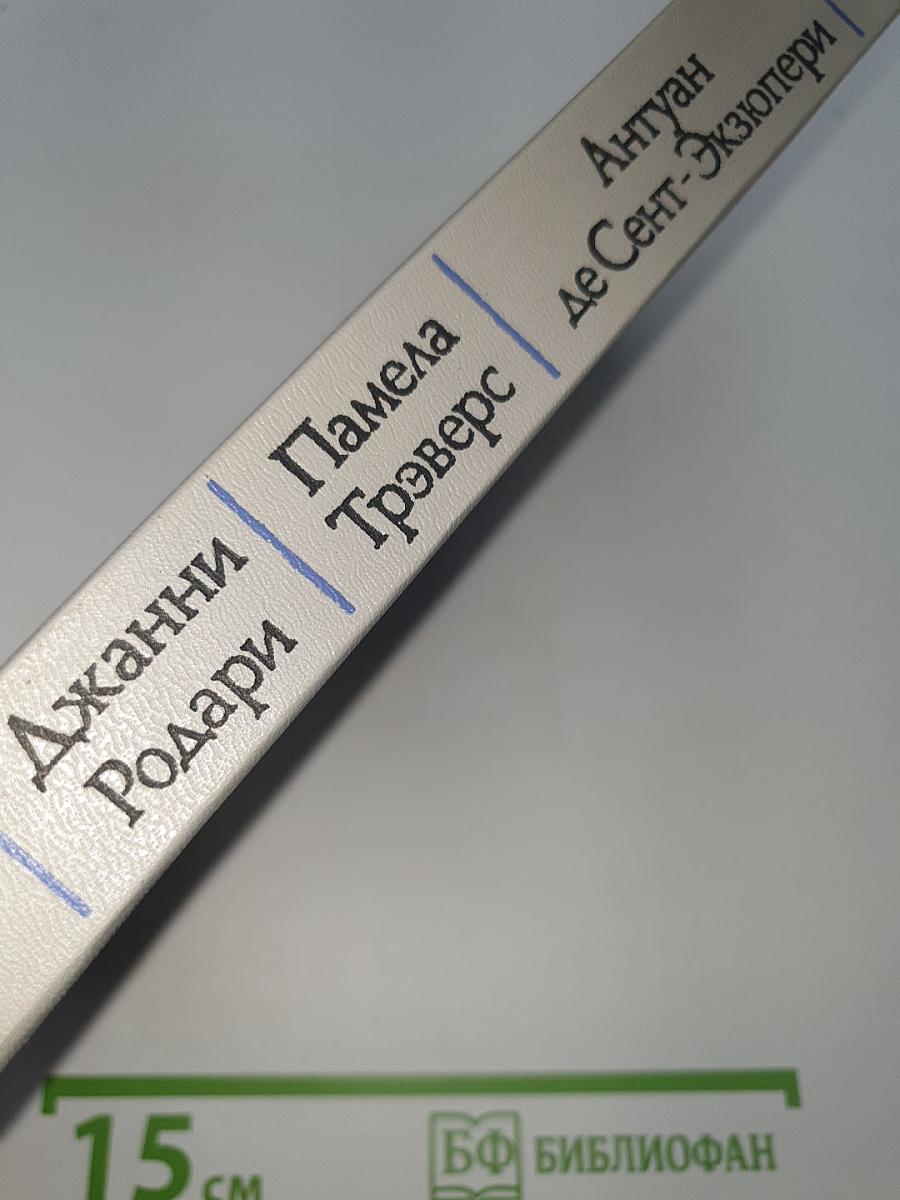 Джанни
Родари
Памела
Трэверс
Антуан
де Сент-Экзюпери
15 см
БФ БИБЛИОФАН